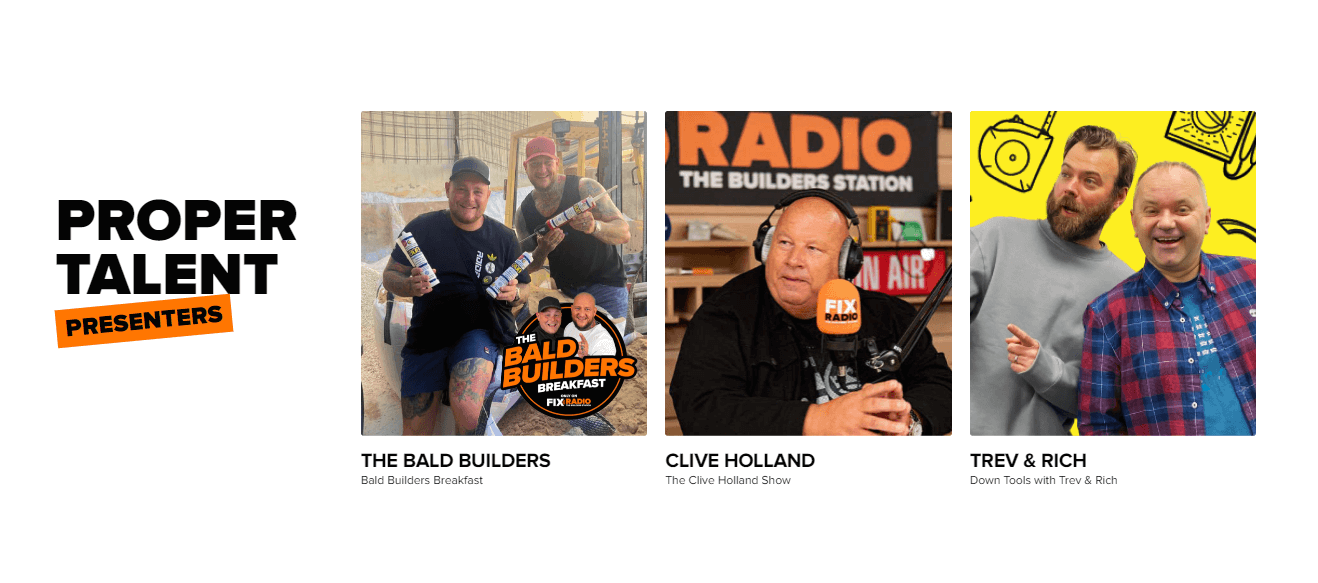 PROPER
TALENT
PRESENTERS
RADIO
THE BUILDERS STATION
ON AIR
FIX
RADIO
THE
BALD
BUILDERS
BREAKFAST
ONLY ON
FIX RADIO
THE BALD BUILDERS
Bald Builders Breakfast
CLIVE HOLLAND
The Clive Holland Show
TREV & RICH
Down Tools with Trev & Rich